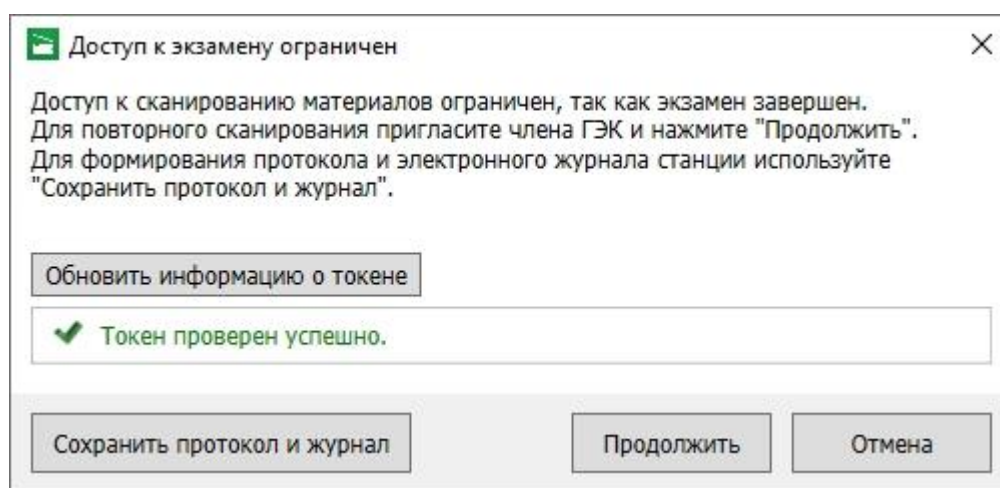 Доступ к экзамену ограничен
Доступ к сканированию материалов ограничен, так как экзамен завершен.
Для повторного сканирования пригласите члена ГЭК и нажмите "Продолжить".
Для формирования протокола и электронного журнала станции используйте
"Сохранить протокол и журнал".
Обновить информацию о токене
Токен проверен успешно.
Сохранить протокол и журнал
Продолжить
Отмена